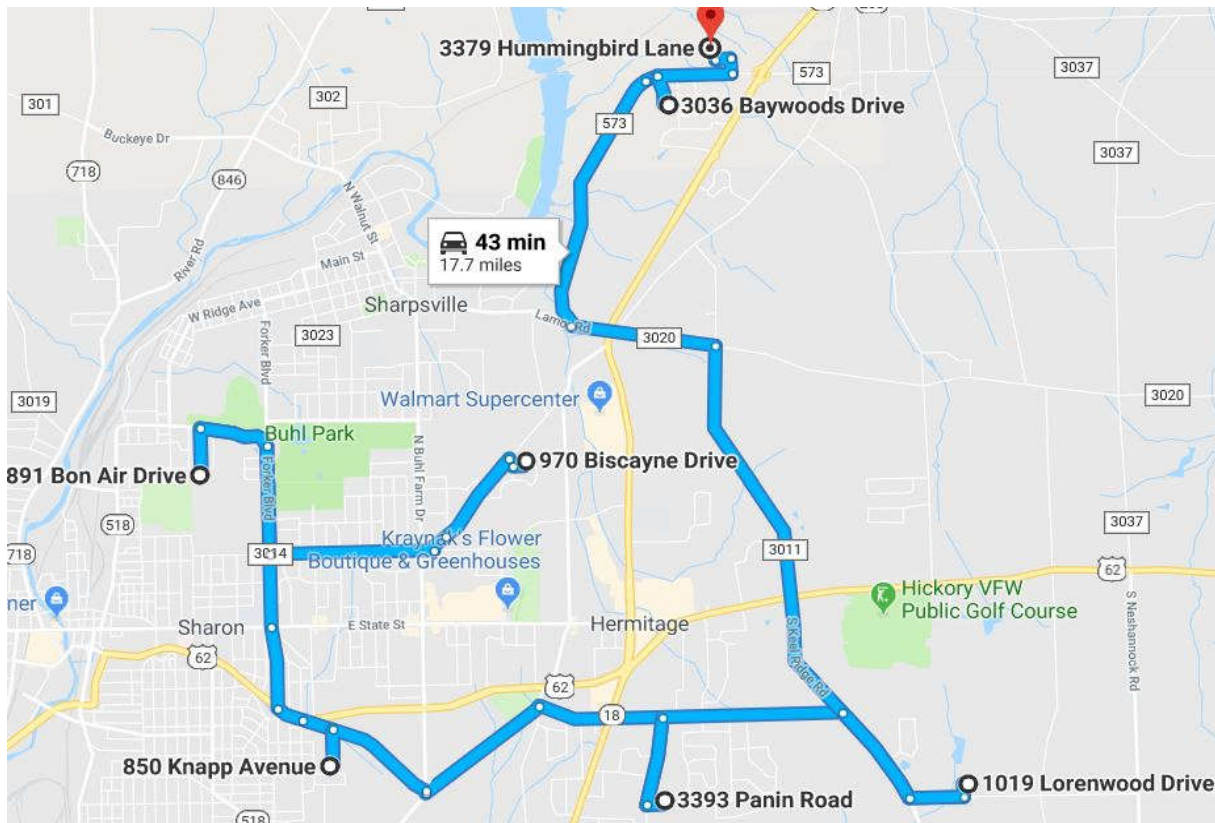 3379 Hummingbird Lane
573
3037
301
302
3036 Baywoods Drive
Buckeye Dr
573
718
846
3037
N Walnut St
River Rd
43 min
17.7 miles
Main St
Sharpsville
W Ridge Ave
Lamor Rd
3023
3020
Forker Blvd
3019
Walmart Supercenter
3020
Buhl Park
N Buhl Farm Dr
970 Biscayne Drive
891 Bon Air Drive
Forker Blvd
518
3037
Kraynak's Flower
Boutique & Greenhouses
718
3014
3011
62
Hickory VFW
Public Golf Course
ner
Sharon
E State St
Hermitage
S Neshannock Rd
62
S Keel Ridge Rd
62
18
850 Knapp Avenue
1019 Lorenwood Drive
3393 Panin Road
518